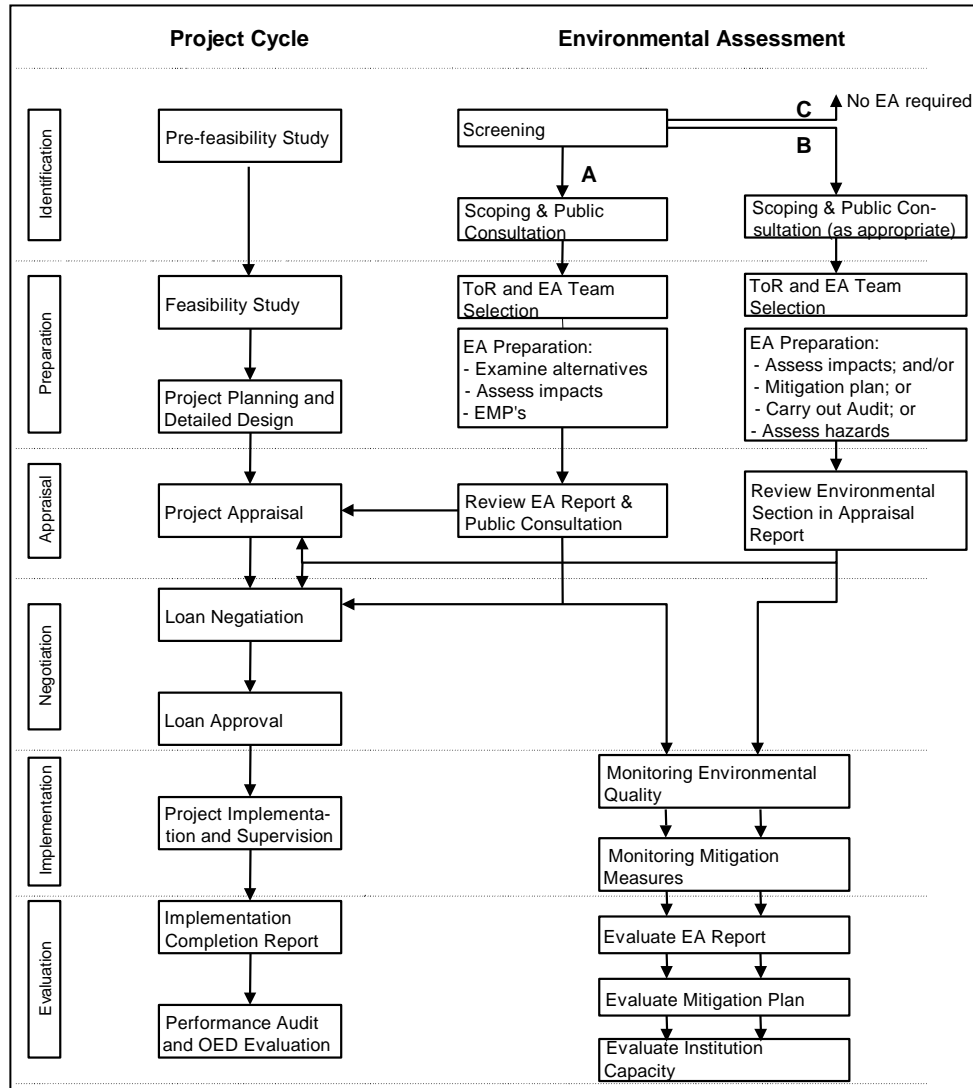 Project Cycle
Environmental Assessment
Identification
Pre-feasibility Study
Screening
C
No EA required
B
A
Scoping & Public
Consultation
Scoping & Public Con-
sultation (as appropriate)
Preparation
Feasibility Study
ToR and EA Team
Selection
ToR and EA Team
Selection
Project Planning and
Detailed Design
EA Preparation:
- Examine alternatives
- Assess impacts
- EMP's
EA Preparation:
- Assess impacts; and/or
- Mitigation plan; or
- Carry out Audit; or
- Assess hazards
Appraisal
Project Appraisal
Review EA Report &
Public Consultation
Review Environmental
Section in Appraisal
Report
Negotiation
Loan Negatiation
Loan Approval
Implementation
Project Implementa-
tion and Supervision
Monitoring Environmental
Quality
Monitoring Mitigation
Measures
Evaluation
Implementation
Completion Report
Performance Audit
and OED Evaluation
Evaluate EA Report
Evaluate Mitigation Plan
Evaluate Institution
Capacity